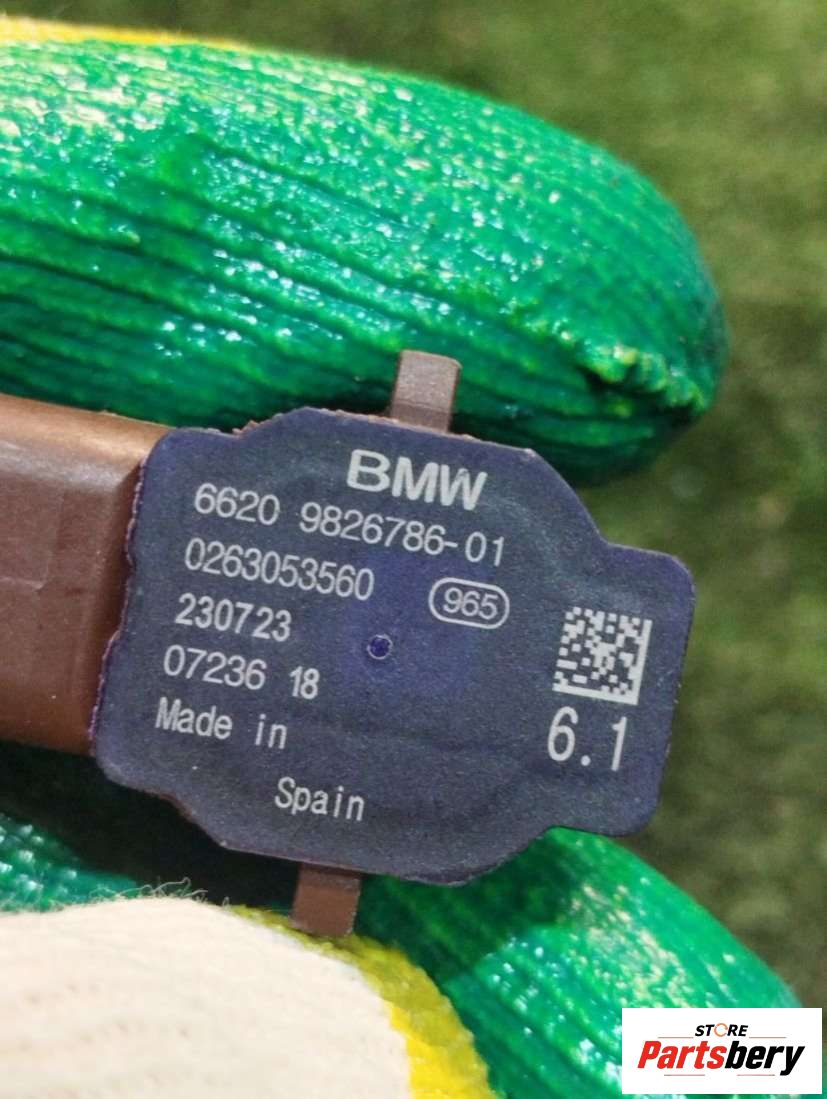 BMW
6620 9826786-01
0263053560 965
230723
07236 18
Made in
Spain
6.1
STORE
Partsbery